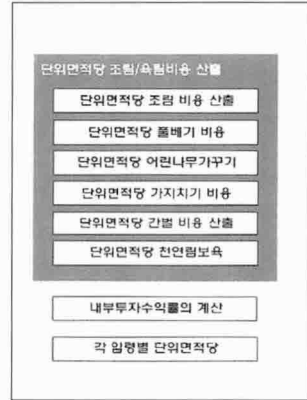 단위면적당 조림/육림비용 산출
단위면적당 조림 비용 산출
단위면적당 풀베기 비용
단위면적당 어린나무가꾸기
단위면적당 가지치기 비용
단위면적당 간벌 비용 산출
단위면적당 천연림보육
내부투자수익률의 계산
각 임령별 단위면적당